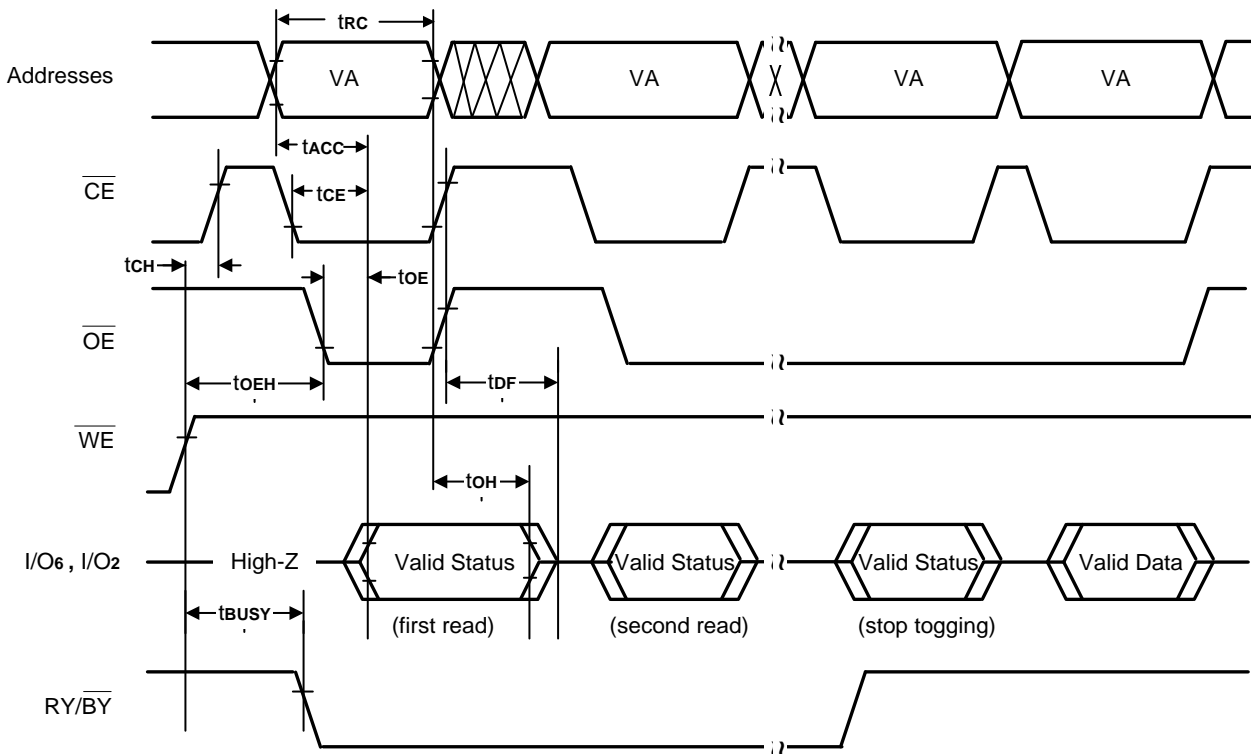 tRC
Addresses VA VA VA VA
tACC
CE tCE
tCH tOE
OE
tOEH tDF
WE
tOH
I/O6 , I/O2 High-Z Valid Status Valid Status Valid Status Valid Data
tBUSY (first read) (second read) (stop togging)
RY/BY